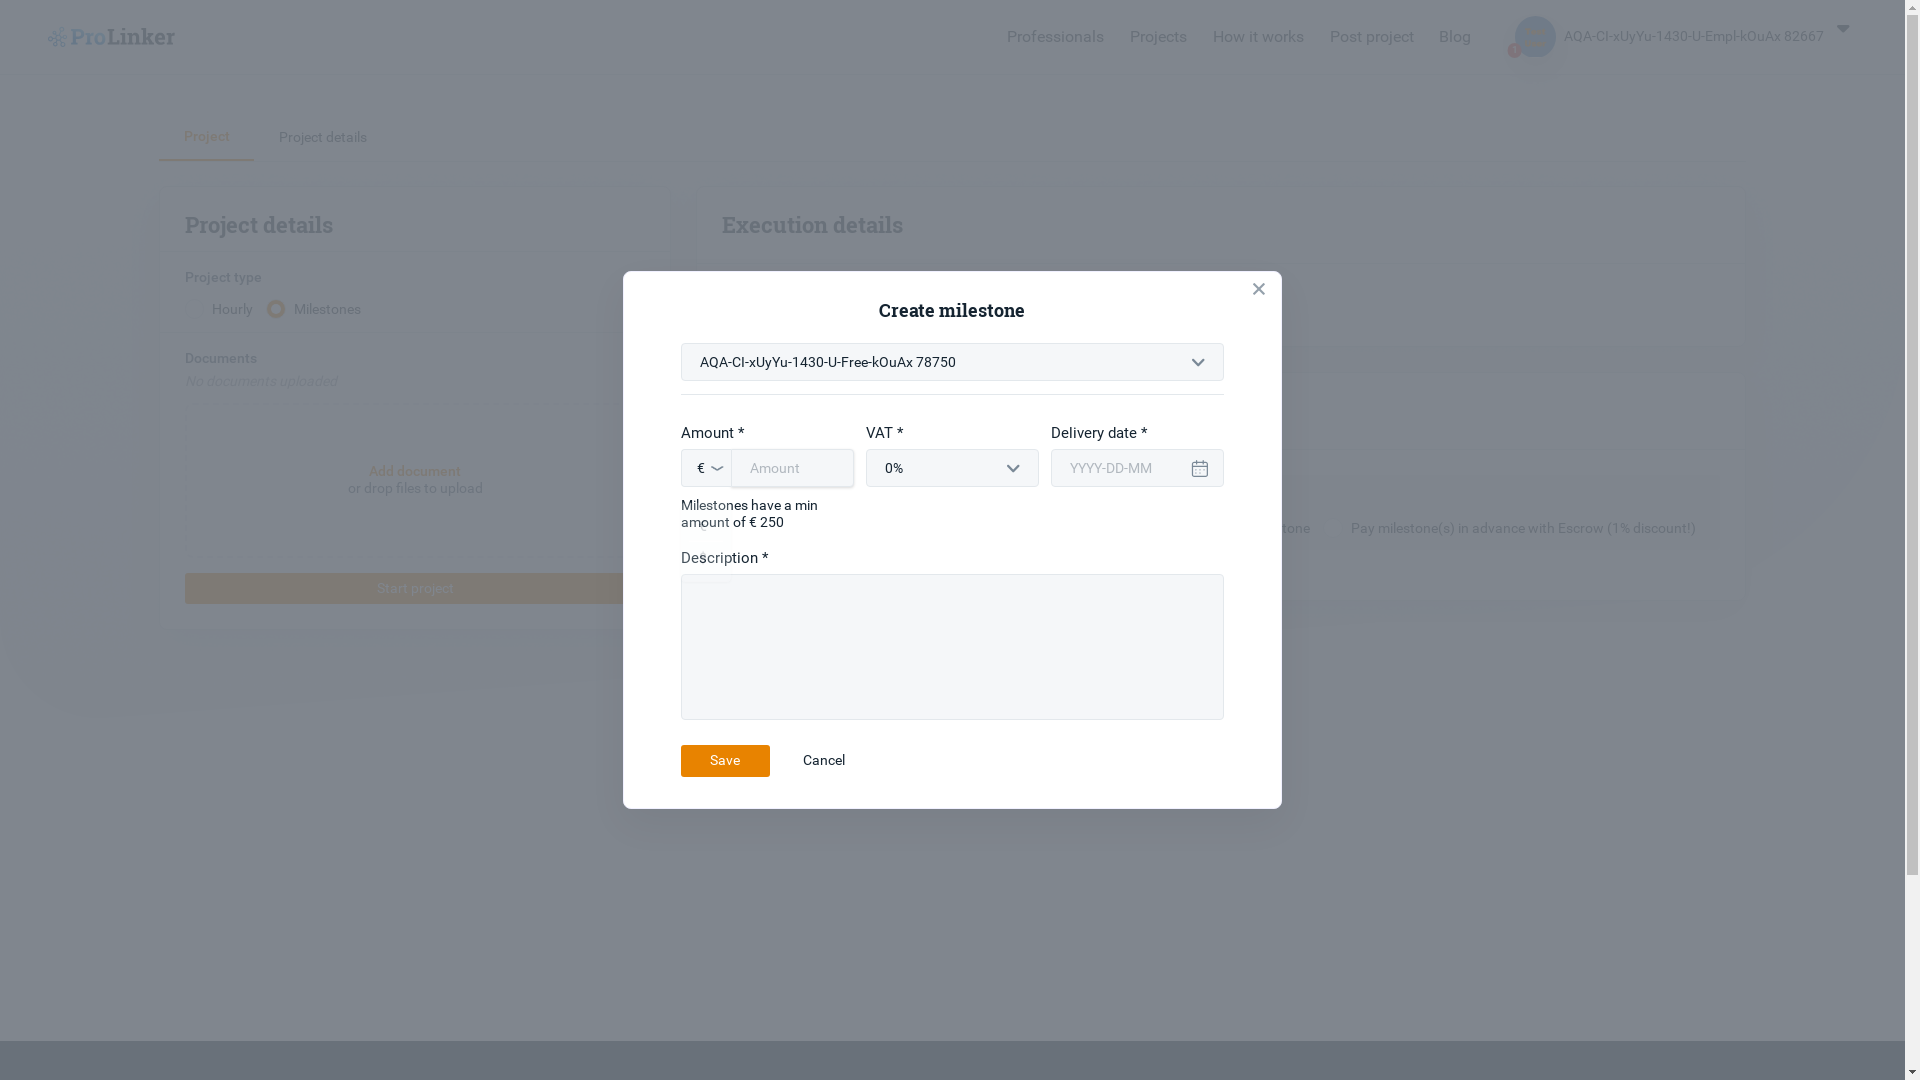 ProLinker
Professionals
Projects
How it works
Post project
Blog
AQA-CI-xUyYu-1430-U-Empl-kOuAx 82667
Project
Project details
Project details
Execution details
Project type
Hourly
Milestones
Documents
No documents uploaded
Add document
or drop files to upload
Start project
Create milestone
AQA-CI-xUyYu-1430-U-Free-kOuAx 78750
Amount *
VAT *
Delivery date *
€
Amount
0%
YYYY-DD-MM
Milestones have a min
amount of € 250
Description *
Pay milestone(s) in advance with Escrow (1% discount!)
Save
Cancel